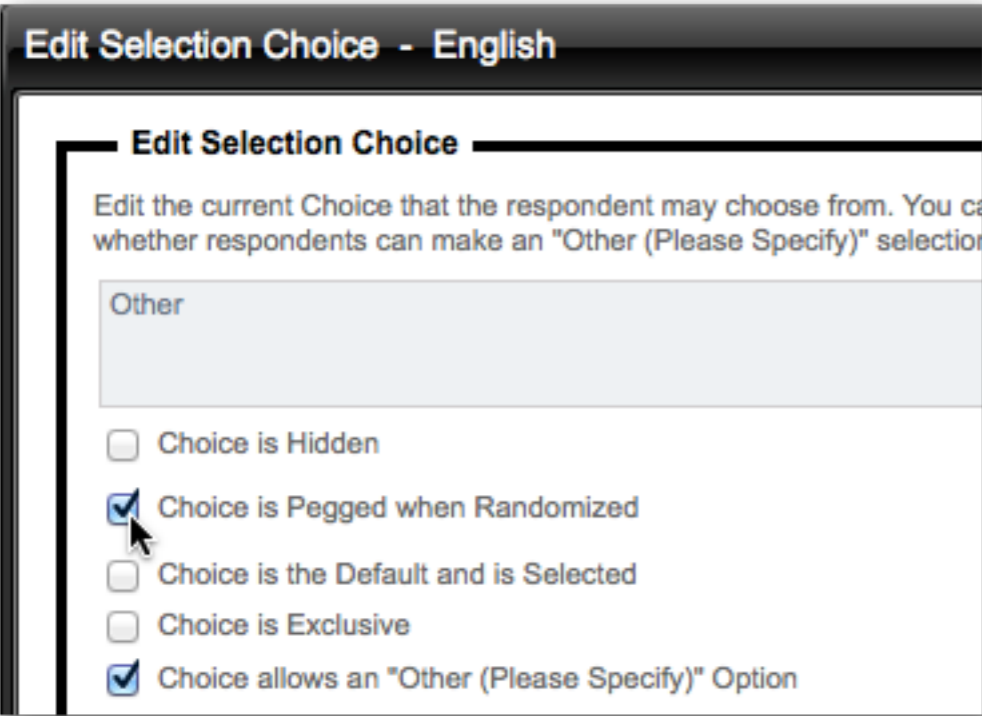 Edit Selection Choice - English
Edit Selection Choice
Edit the current Choice that the respondent may choose from. You
whether respondents can make an "Other (Please Specify)"
Other
Choice is Hidden
Choice is Pegged when Randomized
Choice is the Default and is Selected
Choice is Exclusive
Choice allows an "Other (Please Specify)" Option